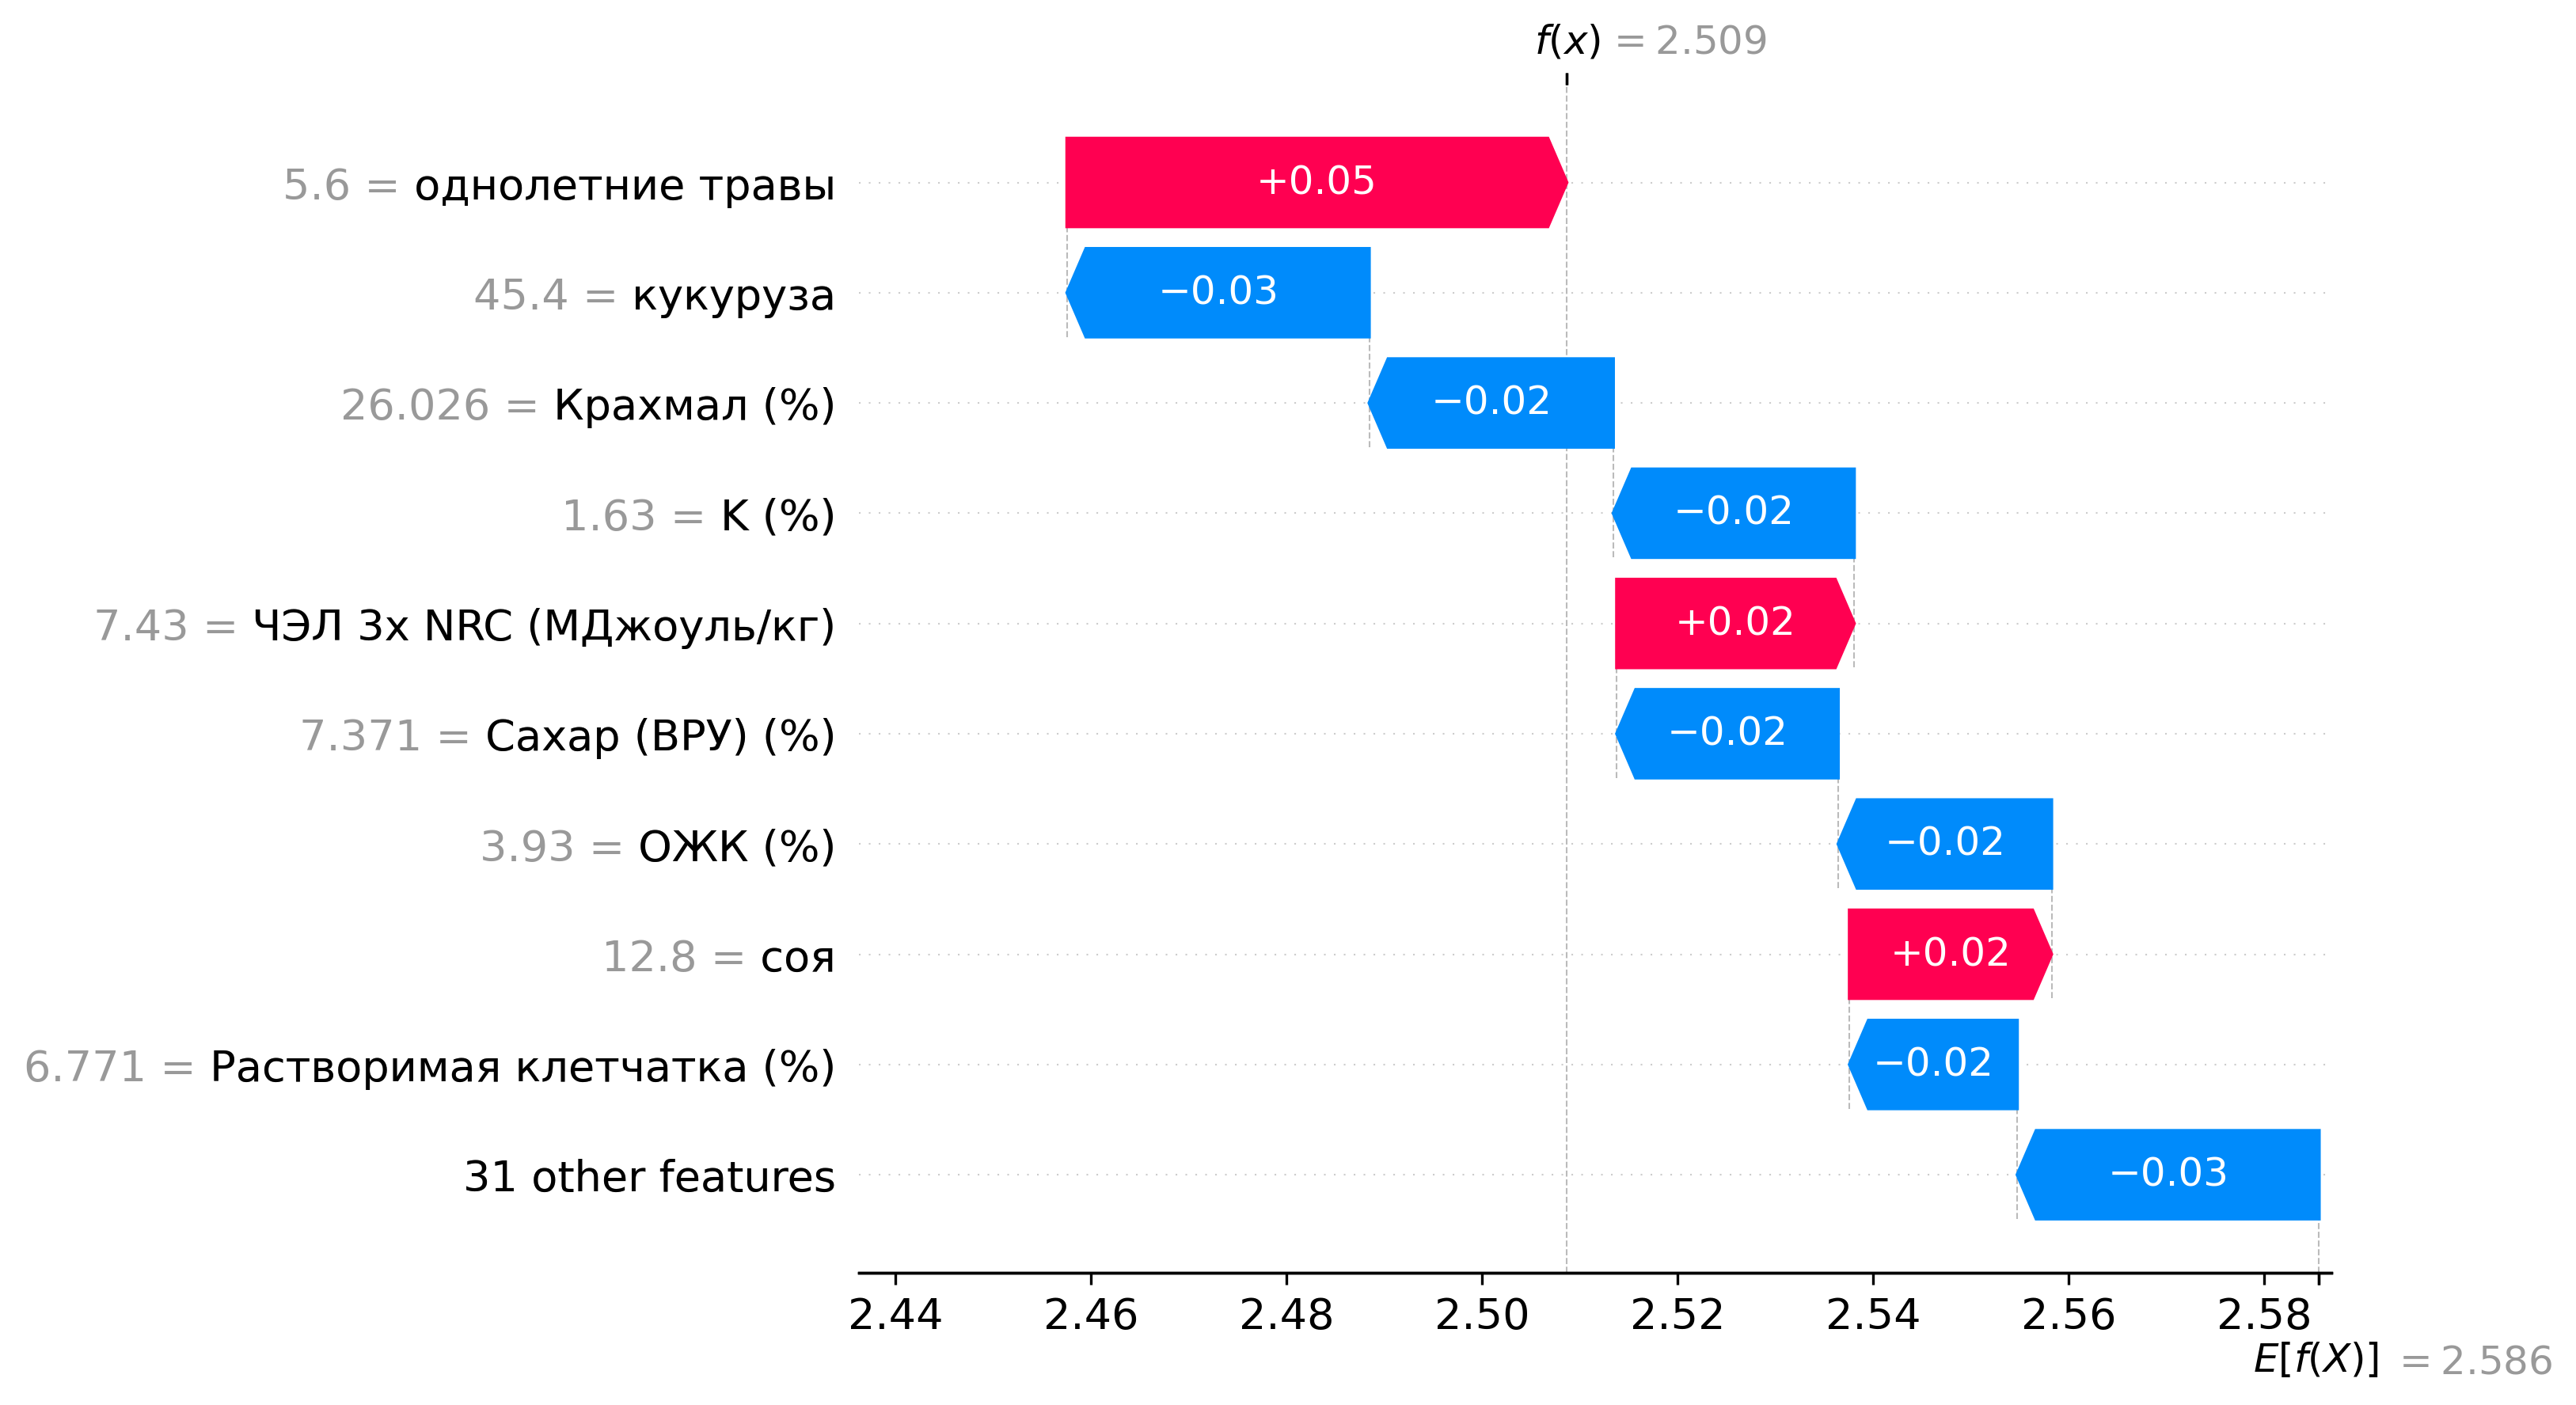 f(x) = 2.509
5.6 = однолетние травы +0.05
45.4 = кукуруза −0.03
26.026 = Крахмал (%) −0.02
1.63 = K (%) −0.02
7.43 = ЧЭЛ 3x NRC (МДжоуль/кг) +0.02
7.371 = Сахар (ВРУ) (%) −0.02
3.93 = ОЖК (%) −0.02
12.8 = соя +0.02
6.771 = Растворимая клетчатка (%) −0.02
31 other features −0.03
2.44 2.46 2.48 2.50 2.52 2.54 2.56 2.58
E[f(X)] = 2.586